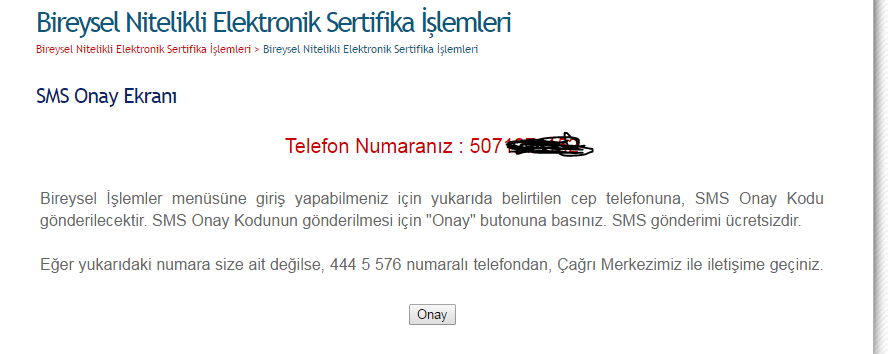 Bireysel Nitelikli Elektronik Sertifika İşlemleri
Bireysel Nitelikli Elektronik Sertifika İşlemleri > Bireysel Nitelikli Elektronik Sertifika İşlemleri
SMS Onay Ekranı
Telefon Numaranız : 507
Bireysel İşlemler menüsüne giriş yapabilmeniz için yukarıda belirtilen cep telefonuna, SMS Onay Kodu
gönderilecektir. SMS Onay Kodunun gönderilmesi için "Onay" butonuna basınız. SMS gönderimi ücretsizdir.
Eğer yukarıdaki numara size ait değilse, 444 5 576 numaralı telefondan, Çağrı Merkezimiz ile iletişime geçiniz.
Onay